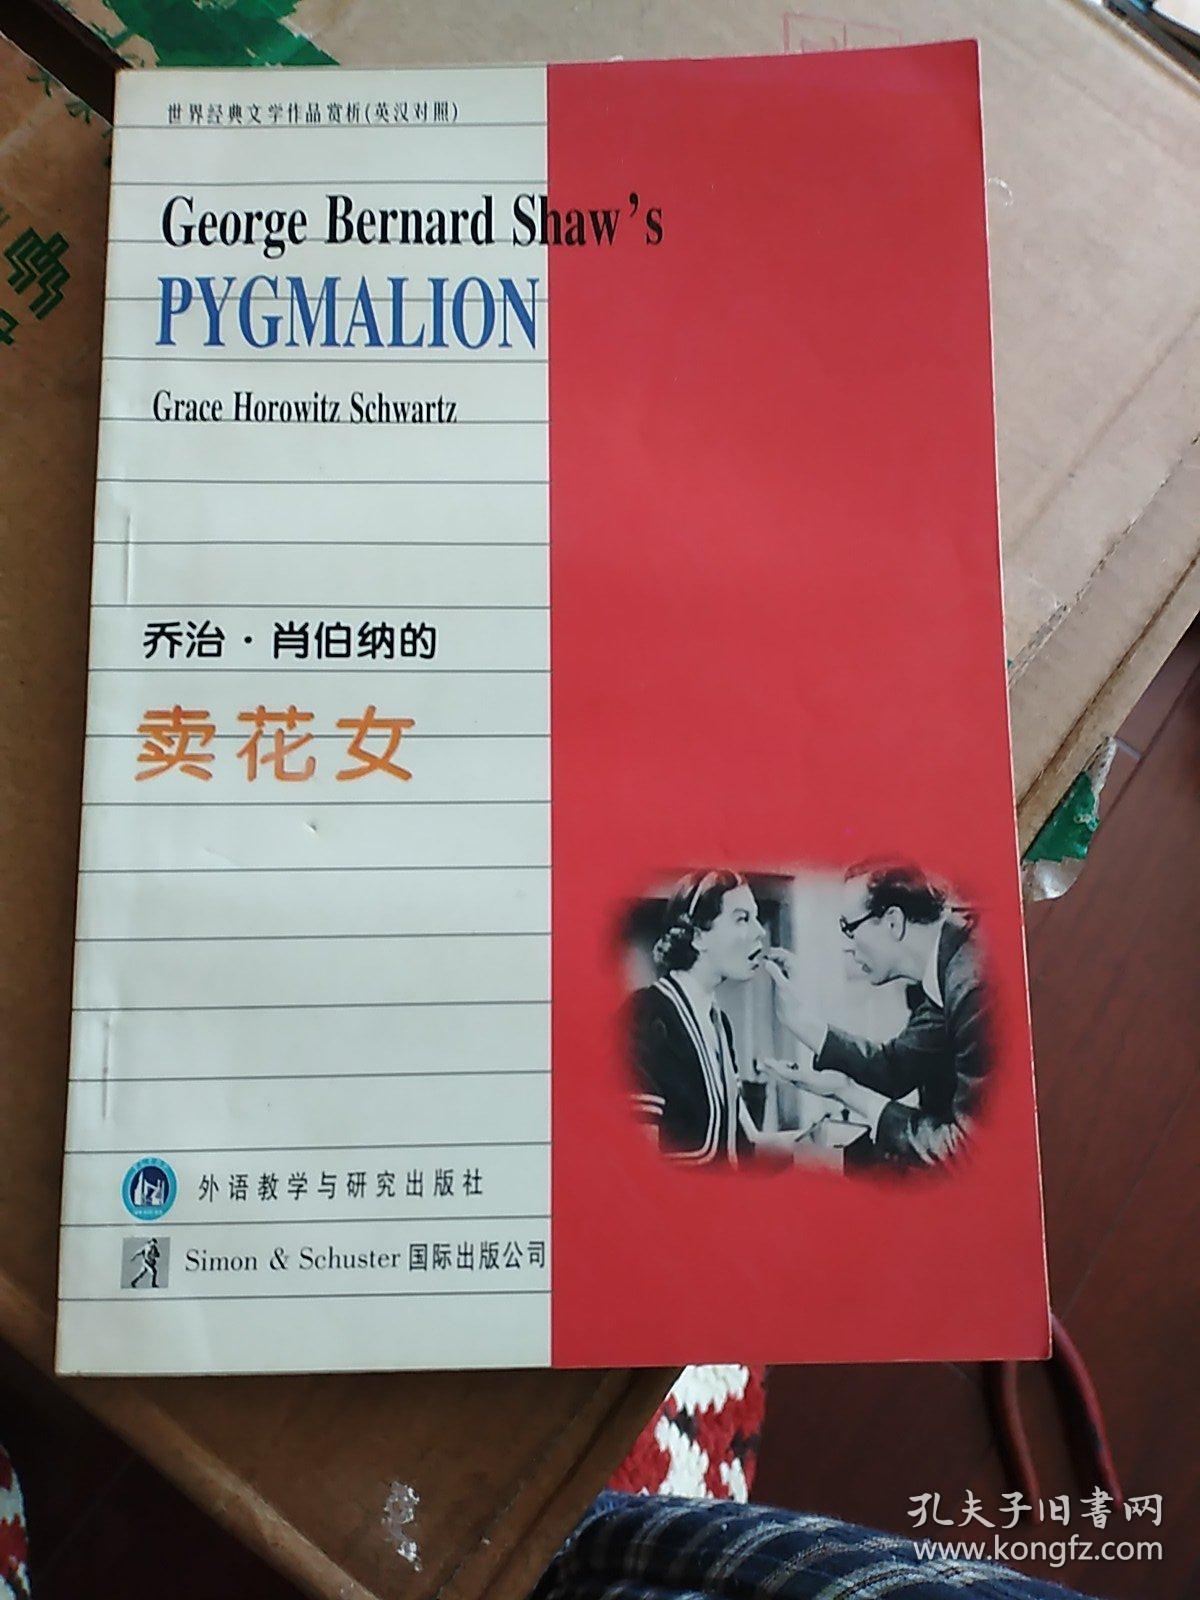 世界经典文学作品赏析(英汉对照)
George Bernard Shaw's
PYGMALION
Grace Horowitz Schwartz
乔治·肖伯纳的
卖花女
外语教学与研究出版社
Simon & Schuster 国际出版公司
孔夫子旧書网
www.kongfz.com